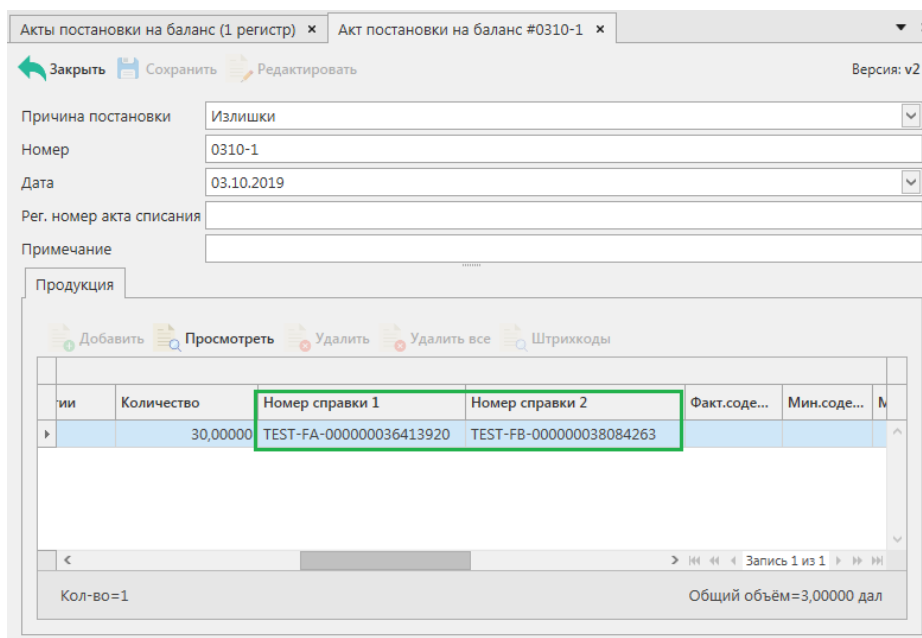 Акты постановки на баланс (1 регистр) × Акт постановки на баланс #0310-1 ×
Закрыть Сохранить Редактировать Версия: v2
Причина постановки Излишки
Номер 0310-1
Дата 03.10.2019
Рег. номер акта списания
Примечание
Продукция
Добавить Просмотреть Удалить Удалить все Штрихкоды
Количество Номер справки 1 Номер справки 2 Факт.соде... Мин.соде...
30,00000 TEST-FA-000000036413920 TEST-FB-000000038084263
Запись 1 из 1
Кол-во=1 Общий объём=3,00000 дал